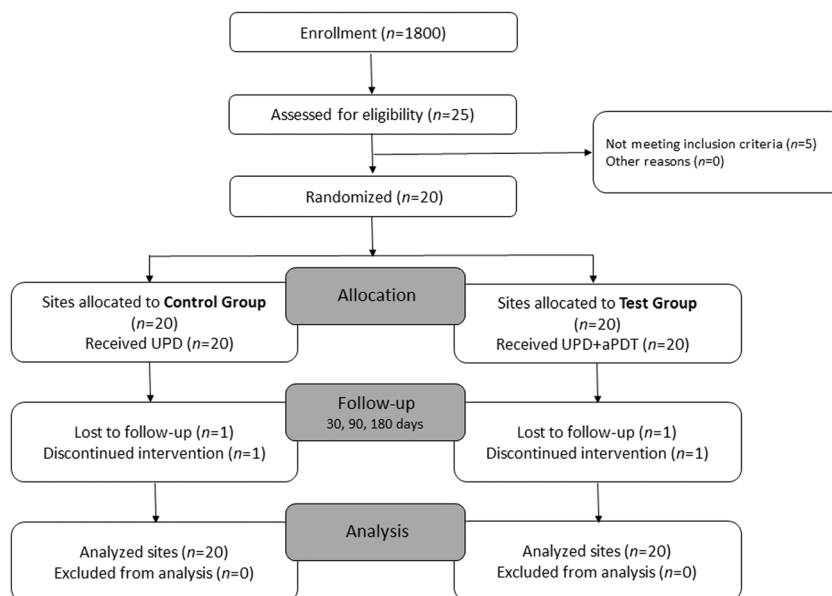 Enrollment (n=1800)
Assessed for eligibility (n=25)
Not meeting inclusion criteria (n=5)
Other reasons (n=0)
Randomized (n=20)
Allocation
Sites allocated to Control Group
(n=20)
Received UPD (n=20)
Sites allocated to Test Group
(n=20)
Received UPD+aPDT (n=20)
Follow-up
30, 90, 180 days
Lost to follow-up (n=1)
Discontinued intervention (n=1)
Lost to follow-up (n=1)
Discontinued intervention (n=1)
Analysis
Analyzed sites (n=20)
Excluded from analysis (n=0)
Analyzed sites (n=20)
Excluded from analysis (n=0)